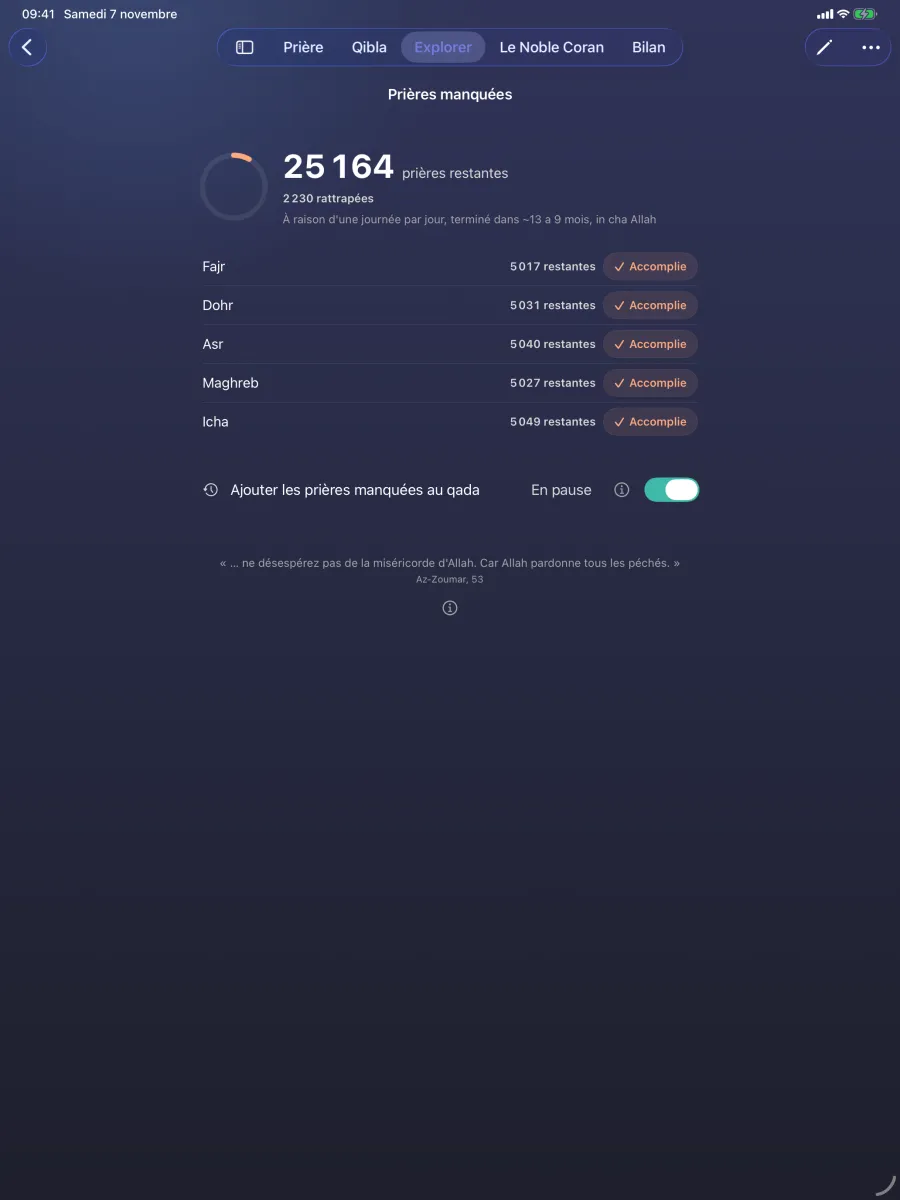 09:41 Samedi 7 novembre
Prière Qibla Explorer Le Noble Coran Bilan
Prières manquées
25 164 prières restantes
2 230 rattrapées
À raison d'une journée par jour, terminé dans ~13 a 9 mois, in cha Allah
Fajr 5 017 restantes Accomplie
Dohr 5 031 restantes Accomplie
Asr 5 040 restantes Accomplie
Maghreb 5 027 restantes Accomplie
Icha 5 049 restantes Accomplie
Ajouter les prières manquées au qada En pause
« ... ne désespérez pas de la miséricorde d'Allah. Car Allah pardonne tous les péchés. »
Az-Zoumar, 53